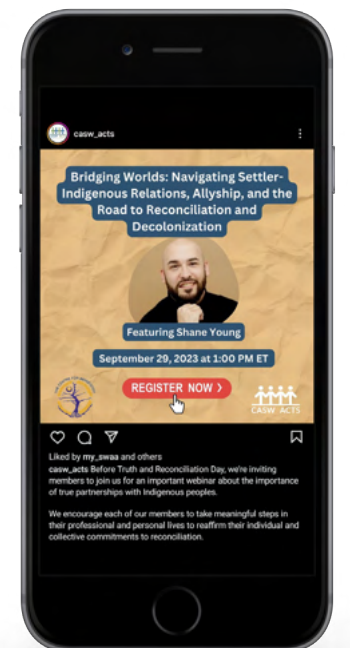 casw_acts
Bridging Worlds: Navigating Settler-
Indigenous Relations, Allyship, and the
Road to Reconciliation and
Decolonization
Featuring Shane Young
September 29, 2023 at 1:00 PM ET
REGISTER NOW >
CASW ACTS
Liked by my_swaa and others
casw_acts Before Truth and Reconciliation Day, we're inviting
members to join us for an important webinar about the importance
of true partnerships with Indigenous peoples.
We encourage each of our members to take meaningful steps in
their professional and personal lives to reaffirm their individual and
collective commitments to reconciliation.